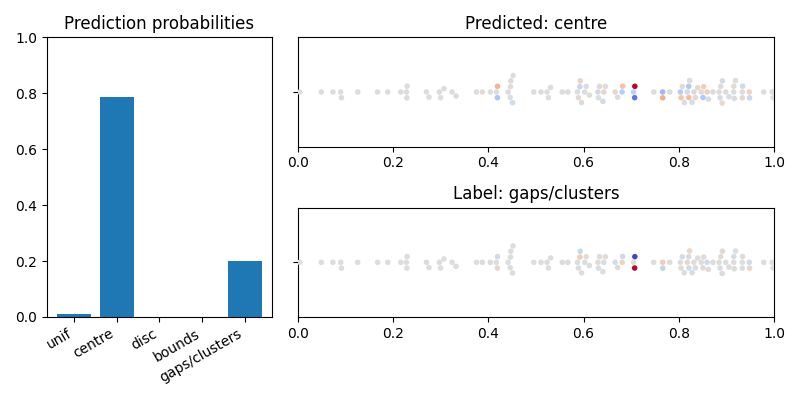 Prediction probabilities
1.0
0.8
0.6
0.4
0.2
0.0
unif
centre
disc
bounds
gaps/clusters
Predicted: centre
0.0 0.2 0.4 0.6 0.8 1.0
Label: gaps/clusters
0.0 0.2 0.4 0.6 0.8 1.0